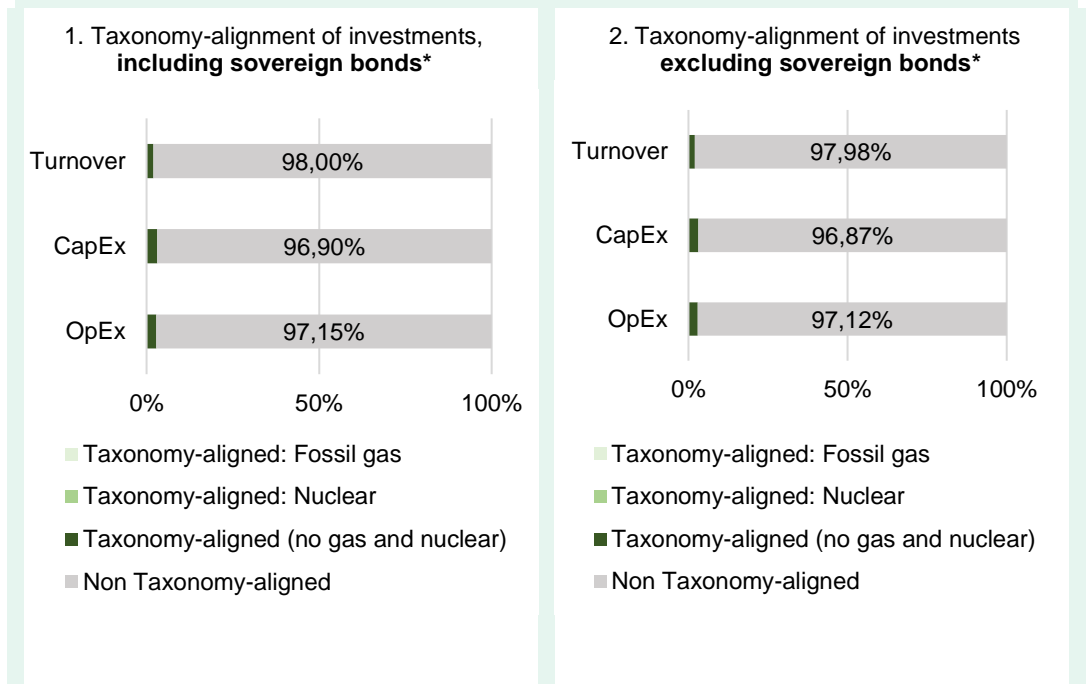 1. Taxonomy-alignment of investments,
including sovereign bonds*
Turnover
98,00%
CapEx
96,90%
OpEx
97,15%
0%
50%
100%
Taxonomy-aligned: Fossil gas
Taxonomy-aligned: Nuclear
Taxonomy-aligned (no gas and nuclear)
Non Taxonomy-aligned
2. Taxonomy-alignment of investments
excluding sovereign bonds*
Turnover
97,98%
CapEx
96,87%
OpEx
97,12%
0%
50%
100%
Taxonomy-aligned: Fossil gas
Taxonomy-aligned: Nuclear
Taxonomy-aligned (no gas and nuclear)
Non Taxonomy-aligned